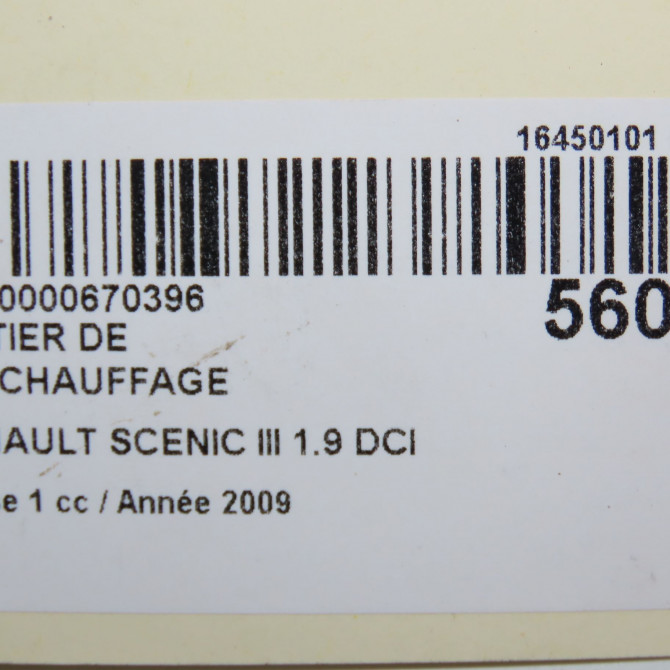 16450101
0000670396
560
TIER DE
CHAUFFAGE
AULT SCENIC III 1.9 DCI
e 1 cc / Année 2009